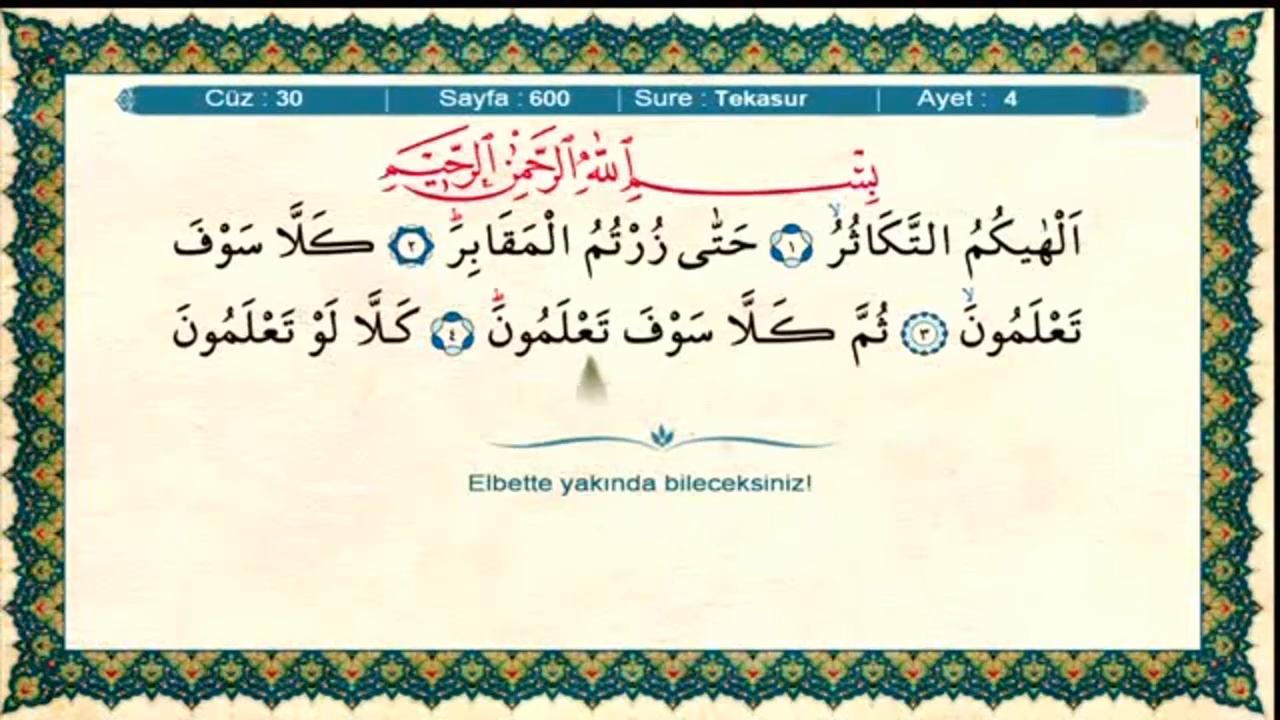 Cüz : 30 | Sayfa : 600 | Sure : Tekasur | Ayet : 4
بِسْمِ اللّٰهِ الرَّحْمٰنِ الرَّحِيمِ
اَلْهٰيكُمُ التَّكَاثُرُۙ ﴿١﴾ حَتّٰى زُرْتُمُ الْمَقَابِرَۜ ﴿٢﴾ كَلَّا سَوْفَ
تَعْلَمُونَۙ ﴿٣﴾ ثُمَّ كَلَّا سَوْفَ تَعْلَمُونَۜ ﴿٤﴾ كَلَّا لَوْ تَعْلَمُونَ
Elbette yakında bileceksiniz!